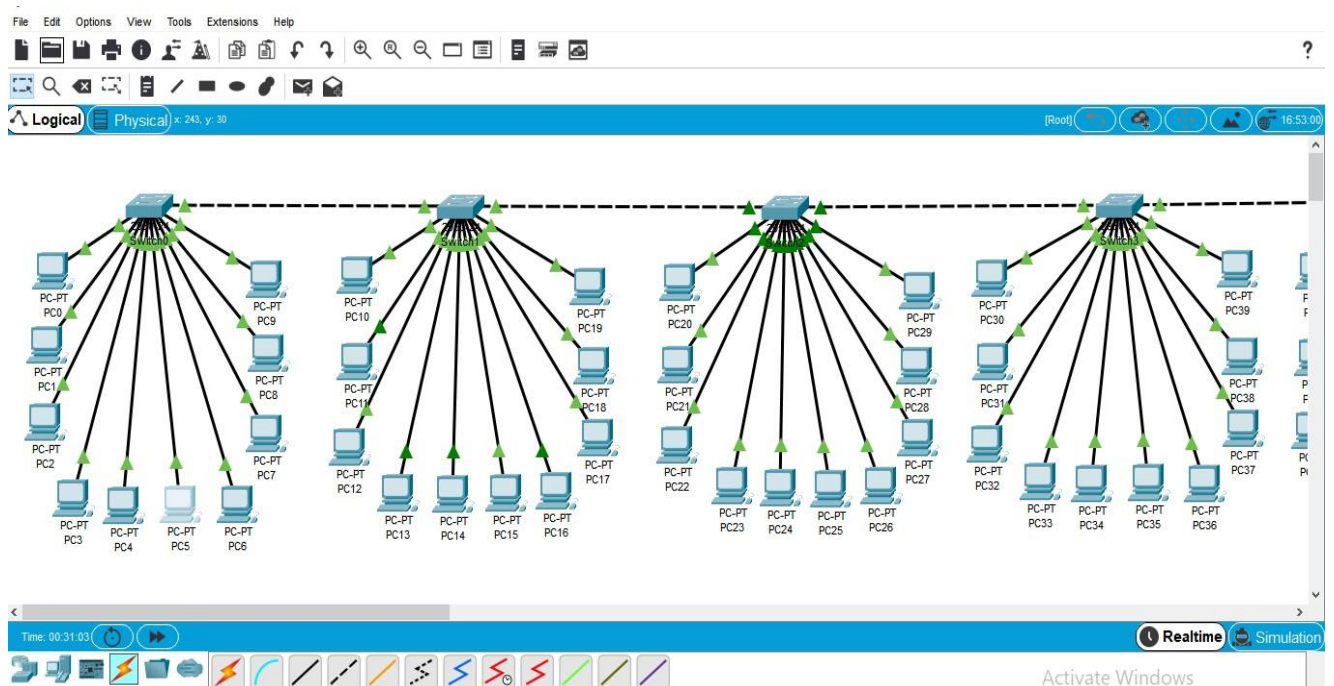 File Edit Options View Tools Extensions Help
?
Logical Physical x: 243, y: 30 [Root] 16:53:00
Switch0 Switch1 Switch3
PC-PT
PC0
PC-PT
PC1
PC-PT
PC2
PC-PT
PC3
PC-PT
PC4
PC-PT
PC5
PC-PT
PC6
PC-PT
PC7
PC-PT
PC8
PC-PT
PC9
PC-PT
PC10
PC-PT
PC11
PC-PT
PC12
PC-PT
PC13
PC-PT
PC14
PC-PT
PC15
PC-PT
PC16
PC-PT
PC17
PC-PT
PC18
PC-PT
PC19
PC-PT
PC20
PC-PT
PC21
PC-PT
PC22
PC-PT
PC23
PC-PT
PC24
PC-PT
PC25
PC-PT
PC26
PC-PT
PC27
PC-PT
PC28
PC-PT
PC29
PC-PT
PC30
PC-PT
PC31
PC-PT
PC32
PC-PT
PC33
PC-PT
PC34
PC-PT
PC35
PC-PT
PC36
PC-PT
PC37
PC-PT
PC38
PC-PT
PC39
Time: 00:31:03 Realtime Simulation
Activate Windows